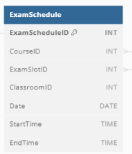 ExamSchedule
ExamScheduleID INT
CourseID INT
ExamSlotID INT
ClassroomID INT
Date DATE
StartTime TIME
EndTime TIME